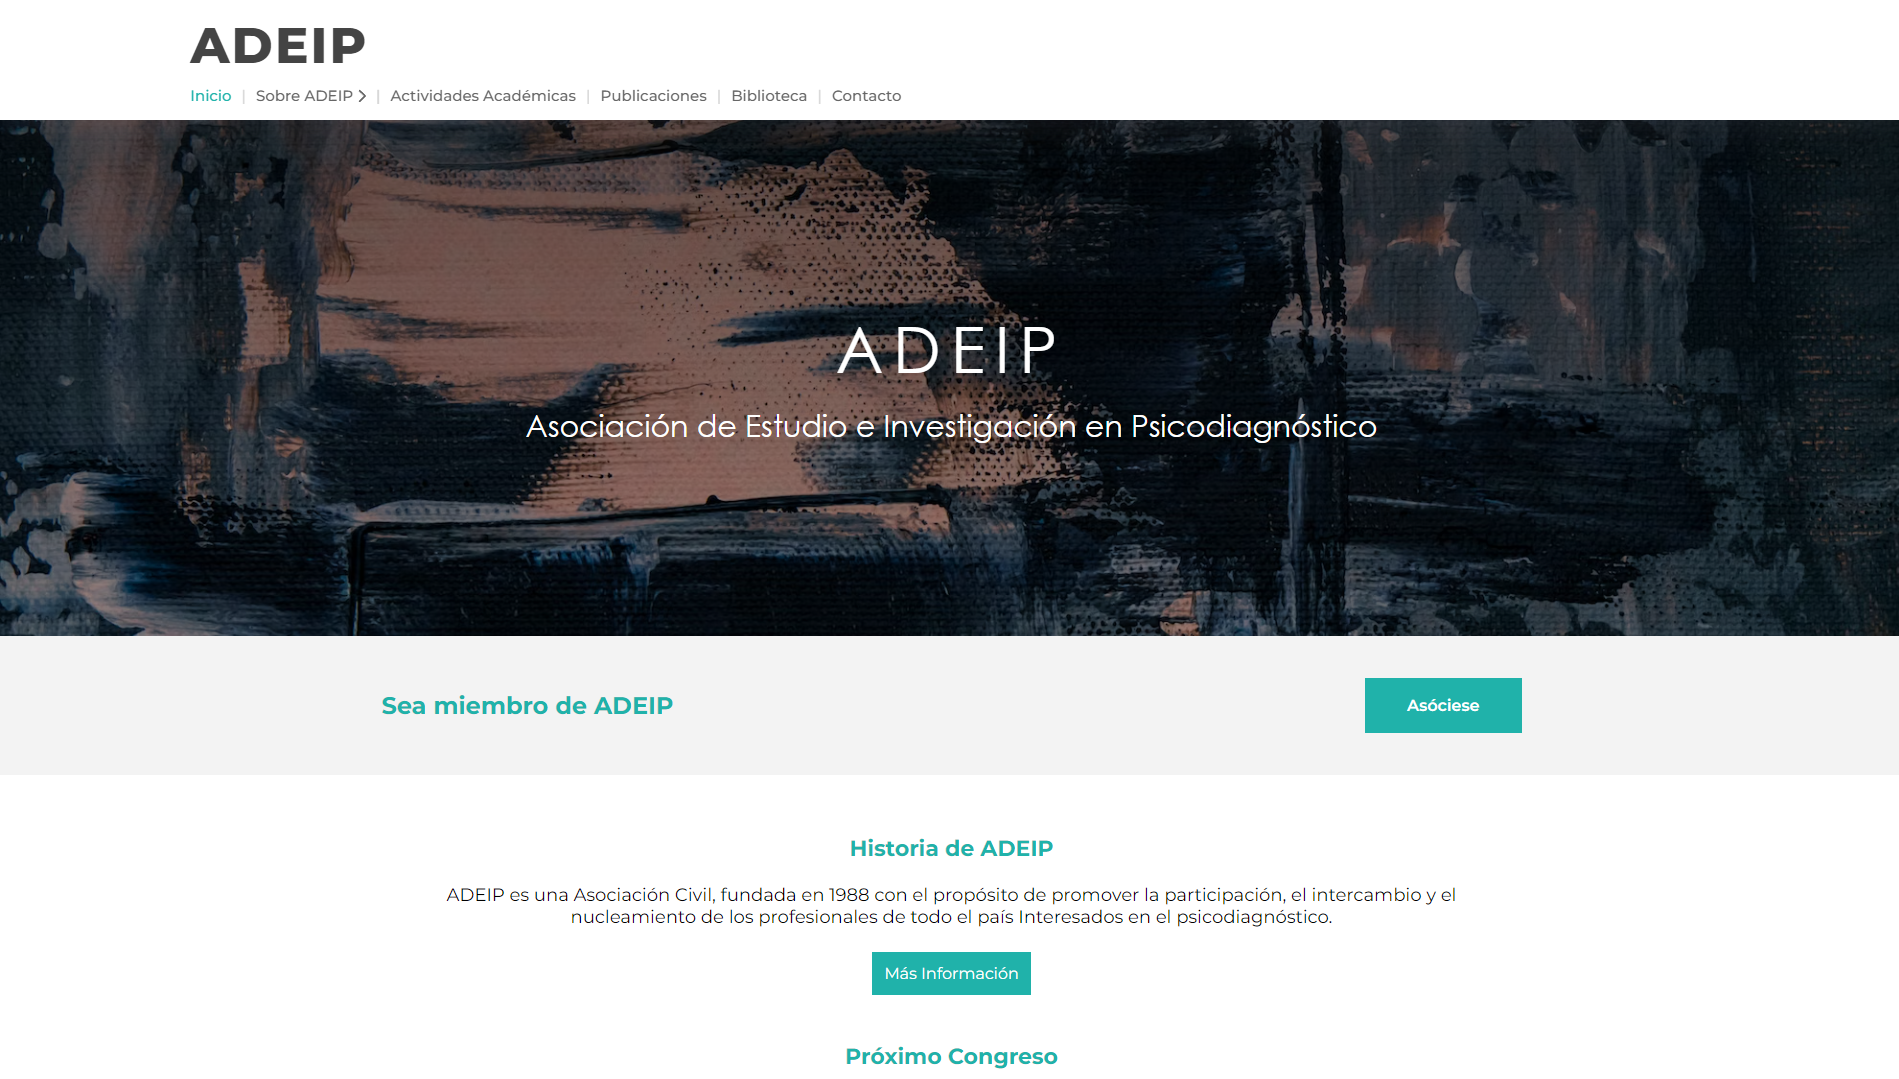 ADEIP
Inicio | Sobre ADEIP | Actividades Académicas | Publicaciones | Biblioteca | Contacto
ADEIP
Asociación de Estudio e Investigación en Psicodiagnóstico
Sea miembro de ADEIP
Asóciese
Historia de ADEIP
ADEIP es una Asociación Civil, fundada en 1988 con el propósito de promover la participación, el intercambio y el
nucleamiento de los profesionales de todo el país Interesados en el psicodiagnóstico.
Más Información
Próximo Congreso